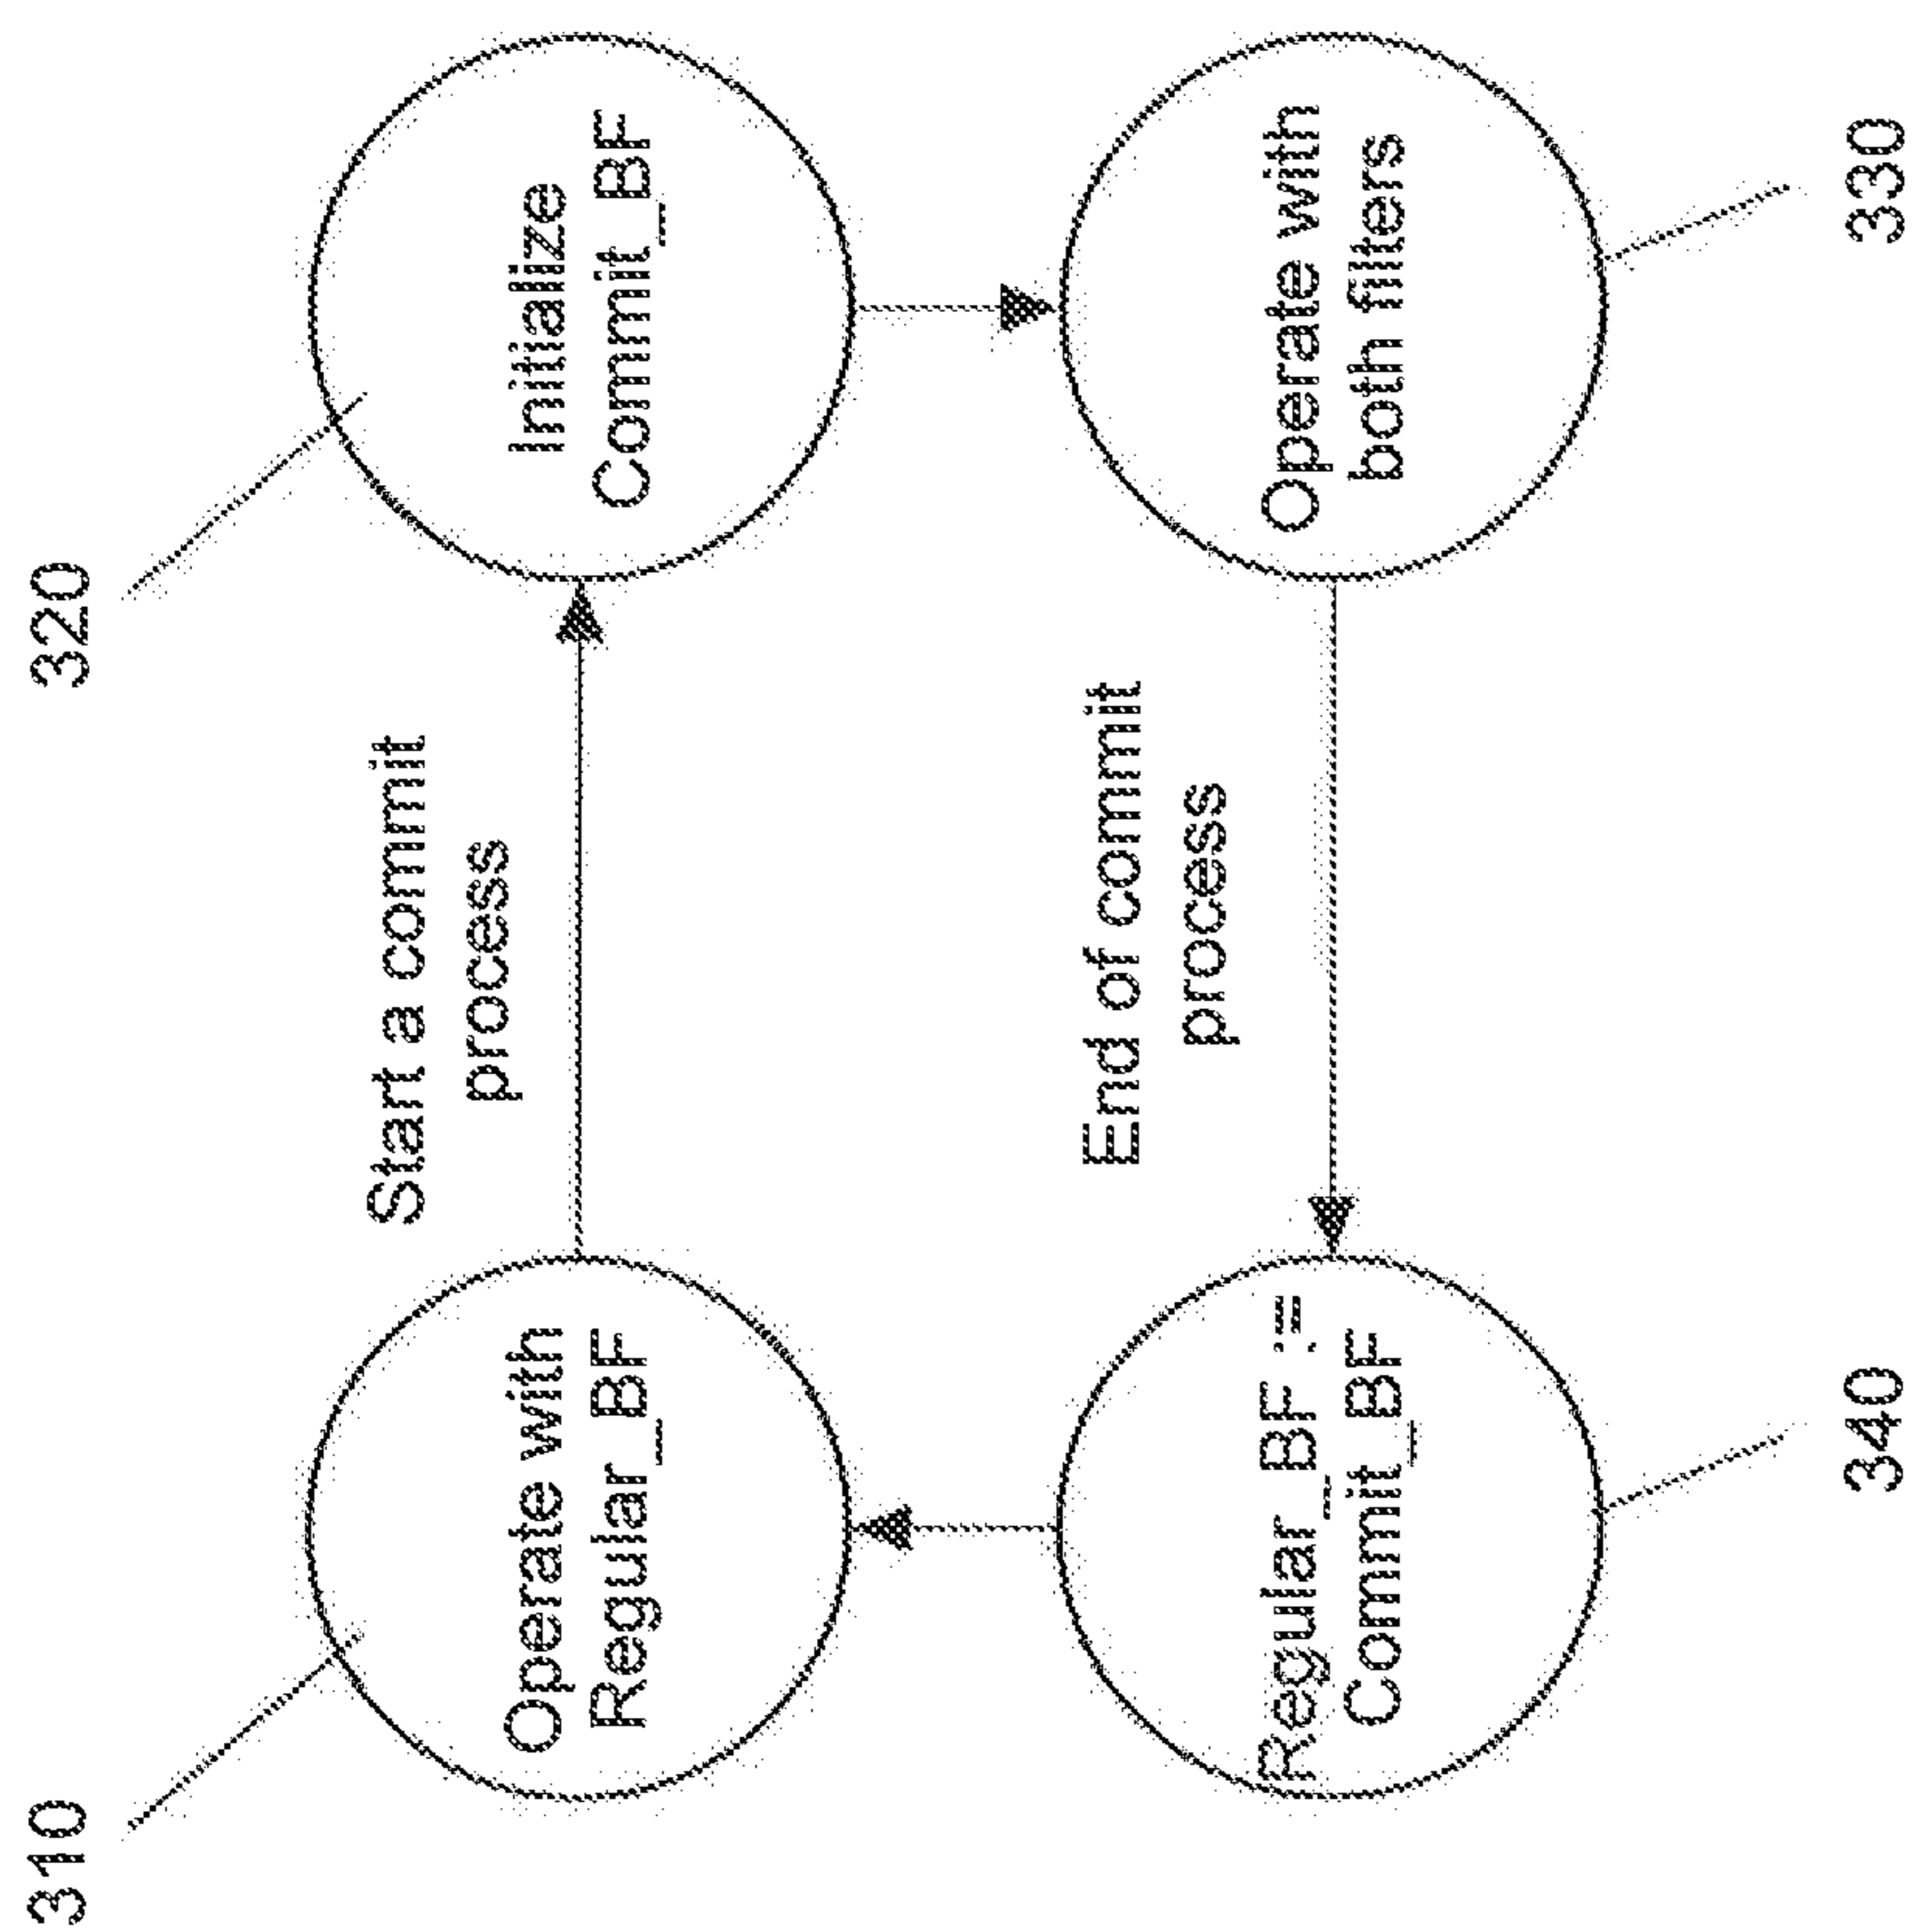 310
320
Operate with
Regular_BF
Start a commit
process
Initialize
Commit_BF
Regular_BF :=
Commit_BF
End of commit
process
Operate with
both filters
340
330